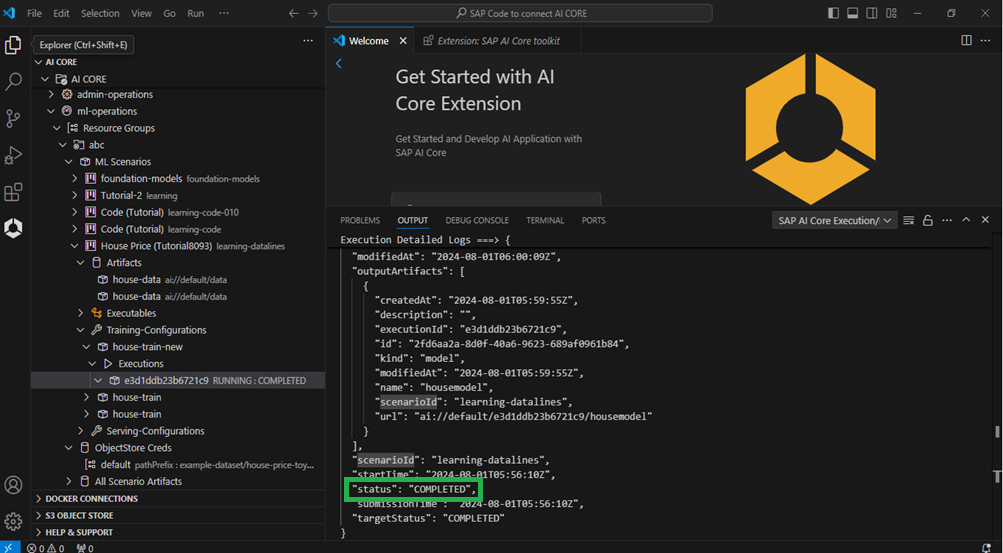 File Edit Selection View Go Run ··· SAP Code to connect AI CORE
Explorer (Ctrl+Shift+E)
AI CORE
AI CORE
admin-operations
ml-operations
Resource Groups
abc
ML Scenarios
foundation-models foundation-models
Tutorial-2 learning
Code (Tutorial) learning-code-010
Code (Tutorial) learning-code
House Price (Tutorial8093) learning-datalines
Artifacts
house-data ai://default/data
house-data ai://default/data
Executables
Training-Configurations
house-train-new
Executions
e3d1ddb23b6721c9 RUNNING : COMPLETED
house-train
house-train
Serving-Configurations
ObjectStore Creds
default pathPrefix : example-dataset/house-price-toy...
All Scenario Artifacts
DOCKER CONNECTIONS
S3 OBJECT STORE
HELP & SUPPORT
0 0 0
Welcome Extension: SAP AI Core toolkit
Get Started with AI
Core Extension
Get Started and Develop AI Application with
SAP AI Core
PROBLEMS OUTPUT DEBUG CONSOLE TERMINAL PORTS SAP AI Core Execution/
Execution Detailed Logs ===> {
"modifiedAt": "2024-08-01T06:00:09Z",
"outputArtifacts": [
{
"createdAt": "2024-08-01T05:59:55Z",
"description": "",
"executionId": "e3d1ddb23b6721c9",
"id": "2fd6aa2a-8d0f-40a6-9623-689af0961b84",
"kind": "model",
"modifiedAt": "2024-08-01T05:59:55Z",
"name": "housemodel",
"scenarioId": "learning-datalines",
"url": "ai://default/e3d1ddb23b6721c9/housemodel"
}
],
"scenarioId": "learning-datalines",
"startTime": "2024-08-01T05:56:10Z",
"status": "COMPLETED",
"submissionTime": "2024-08-01T05:56:10Z",
"targetStatus": "COMPLETED"
}